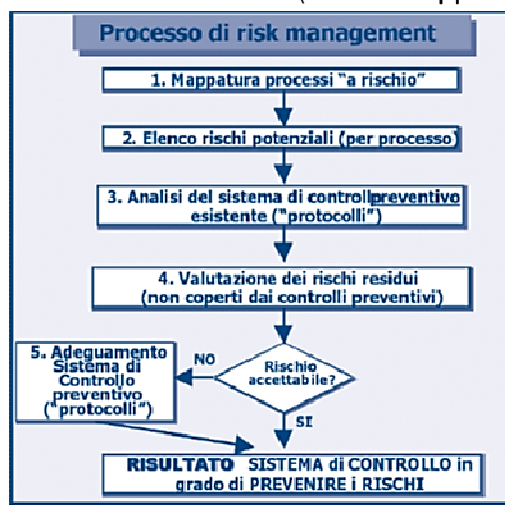 Processo di risk management
1. Mappatura processi "a rischio"
2. Elenco rischi potenziali (per processo)
3. Analisi del sistema di controllpreventivo
esistente ("protocolli")
4. Valutazione dei rischi residui
(non coperti dai controlli preventivi)
Rischio
accettabile?
NO
5. Adeguamento
Sistema di
Controllo
preventivo
("protocolli")
SI
RISULTATO SISTEMA di CONTROLLO in
grado di PREVENIRE i RISCHI